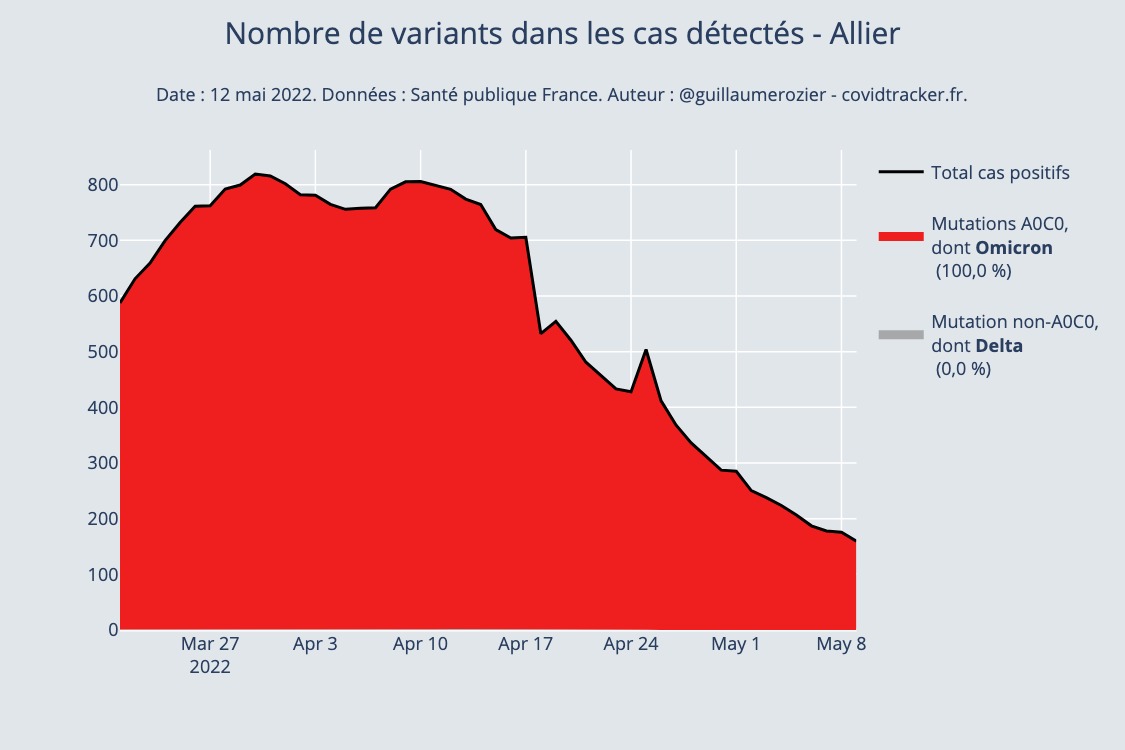 Nombre de variants dans les cas détectés - Allier
Date : 12 mai 2022. Données : Santé publique France. Auteur : @guillaumerozier - covidtracker.fr.
800
700
600
500
400
300
200
100
0
Mar 27
2022
Apr 3
Apr 10
Apr 17
Apr 24
May 1
May 8
Total cas positifs
Mutations A0C0,
dont Omicron
(100,0 %)
Mutation non-A0C0,
dont Delta
(0,0 %)